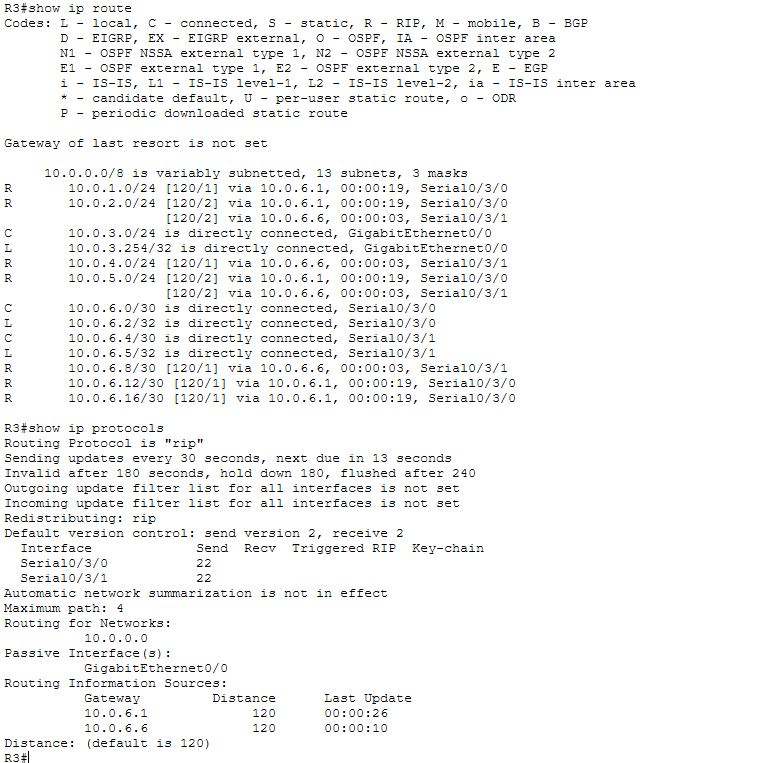 R3#show ip route
Codes: L - local, C - connected, S - static, R - RIP, M - mobile, B - BGP
       D - EIGRP, EX - EIGRP external, O - OSPF, IA - OSPF inter area
       N1 - OSPF NSSA external type 1, N2 - OSPF NSSA external type 2
       E1 - OSPF external type 1, E2 - OSPF external type 2, E - EGP
       i - IS-IS, L1 - IS-IS level-1, L2 - IS-IS level-2, ia - IS-IS inter area
       * - candidate default, U - per-user static route, o - ODR
       P - periodic downloaded static route

Gateway of last resort is not set

     10.0.0.0/8 is variably subnetted, 13 subnets, 3 masks
R       10.0.1.0/24 [120/1] via 10.0.6.1, 00:00:19, Serial0/3/0
R       10.0.2.0/24 [120/2] via 10.0.6.1, 00:00:19, Serial0/3/0
                    [120/2] via 10.0.6.6, 00:00:03, Serial0/3/1
C       10.0.3.0/24 is directly connected, GigabitEthernet0/0
L       10.0.3.254/32 is directly connected, GigabitEthernet0/0
R       10.0.4.0/24 [120/1] via 10.0.6.6, 00:00:03, Serial0/3/1
R       10.0.5.0/24 [120/2] via 10.0.6.1, 00:00:19, Serial0/3/0
                    [120/2] via 10.0.6.6, 00:00:03, Serial0/3/1
C       10.0.6.0/30 is directly connected, Serial0/3/0
L       10.0.6.2/32 is directly connected, Serial0/3/0
C       10.0.6.4/30 is directly connected, Serial0/3/1
L       10.0.6.5/32 is directly connected, Serial0/3/1
R       10.0.6.8/30 [120/1] via 10.0.6.6, 00:00:03, Serial0/3/1
R       10.0.6.12/30 [120/1] via 10.0.6.1, 00:00:19, Serial0/3/0
R       10.0.6.16/30 [120/1] via 10.0.6.1, 00:00:19, Serial0/3/0

R3#show ip protocols
Routing Protocol is "rip"
Sending updates every 30 seconds, next due in 13 seconds
Invalid after 180 seconds, hold down 180, flushed after 240
Outgoing update filter list for all interfaces is not set
Incoming update filter list for all interfaces is not set
Redistributing: rip
Default version control: send version 2, receive 2
  Interface             Send  Recv  Triggered RIP  Key-chain
  Serial0/3/0           22
  Serial0/3/1           22
Automatic network summarization is not in effect
Maximum path: 4
Routing for Networks:
          10.0.0.0
Passive Interface(s):
          GigabitEthernet0/0
Routing Information Sources:
          Gateway         Distance      Last Update
          10.0.6.1             120      00:00:26
          10.0.6.6             120      00:00:10
Distance: (default is 120)
R3#